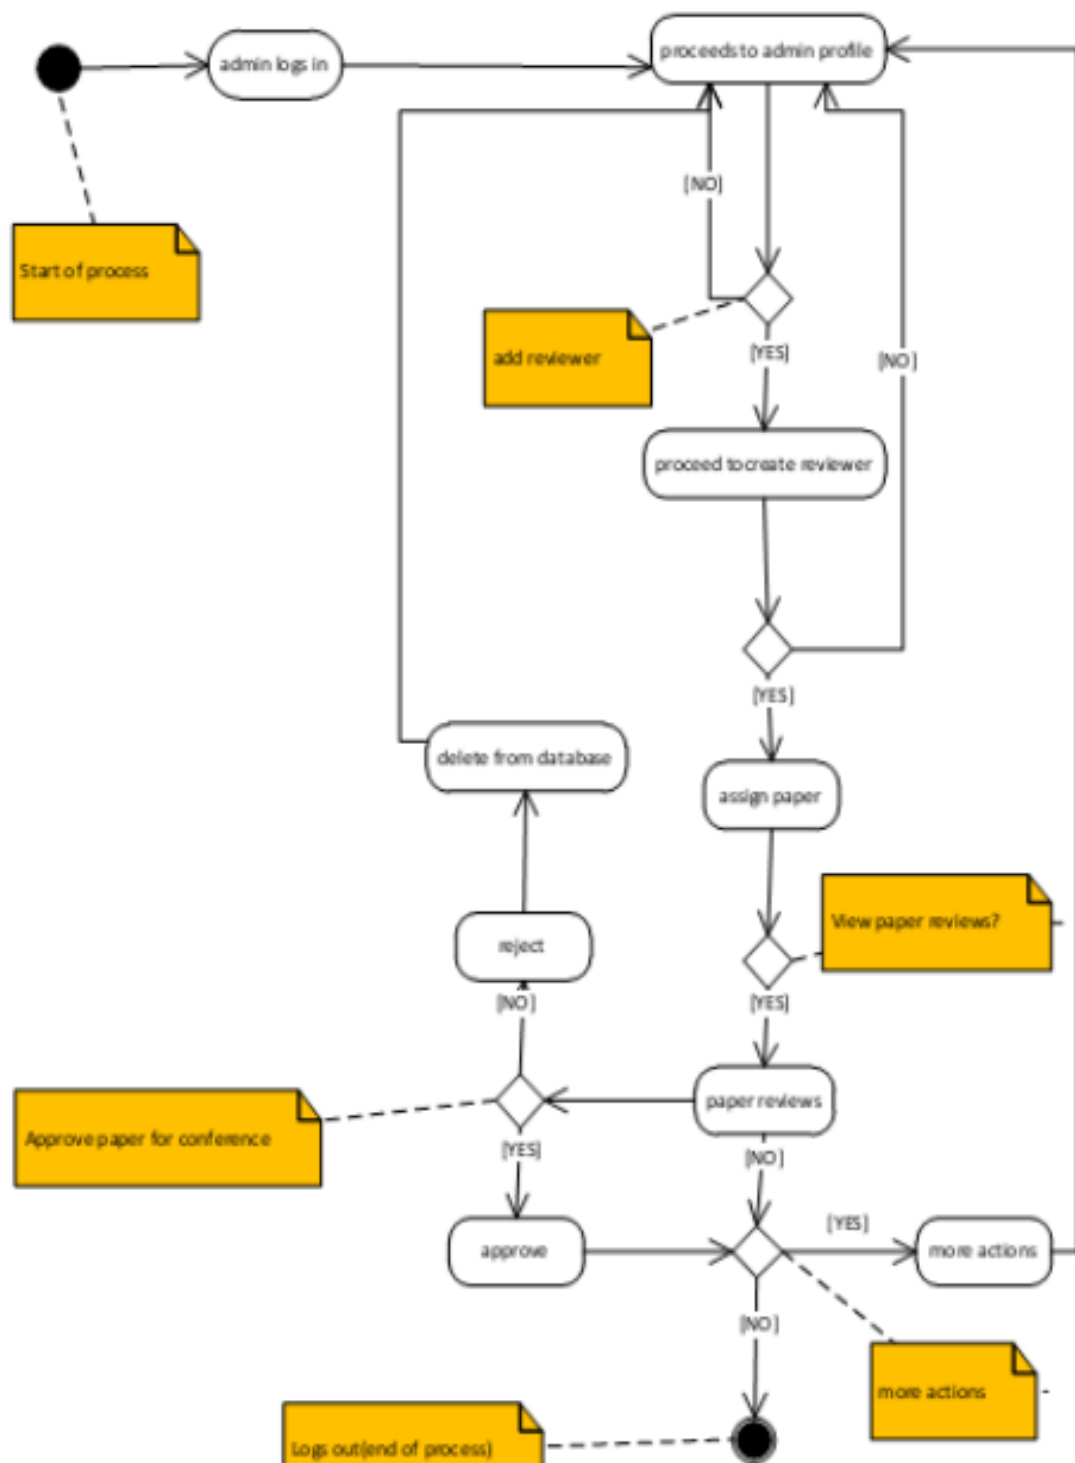 proceeds to admin profile
admin logs in
[NO]
Start of process
[YES]
add reviewer
[NO]
proceed to create reviewer
[YES]
delete from database
assign paper
View paper reviews?
reject
[NO]
[YES]
paper reviews
Approve paper for conference
[YES]
[NO]
[YES]
approve
more actions
[NO]
more actions
Logs out(end of process)